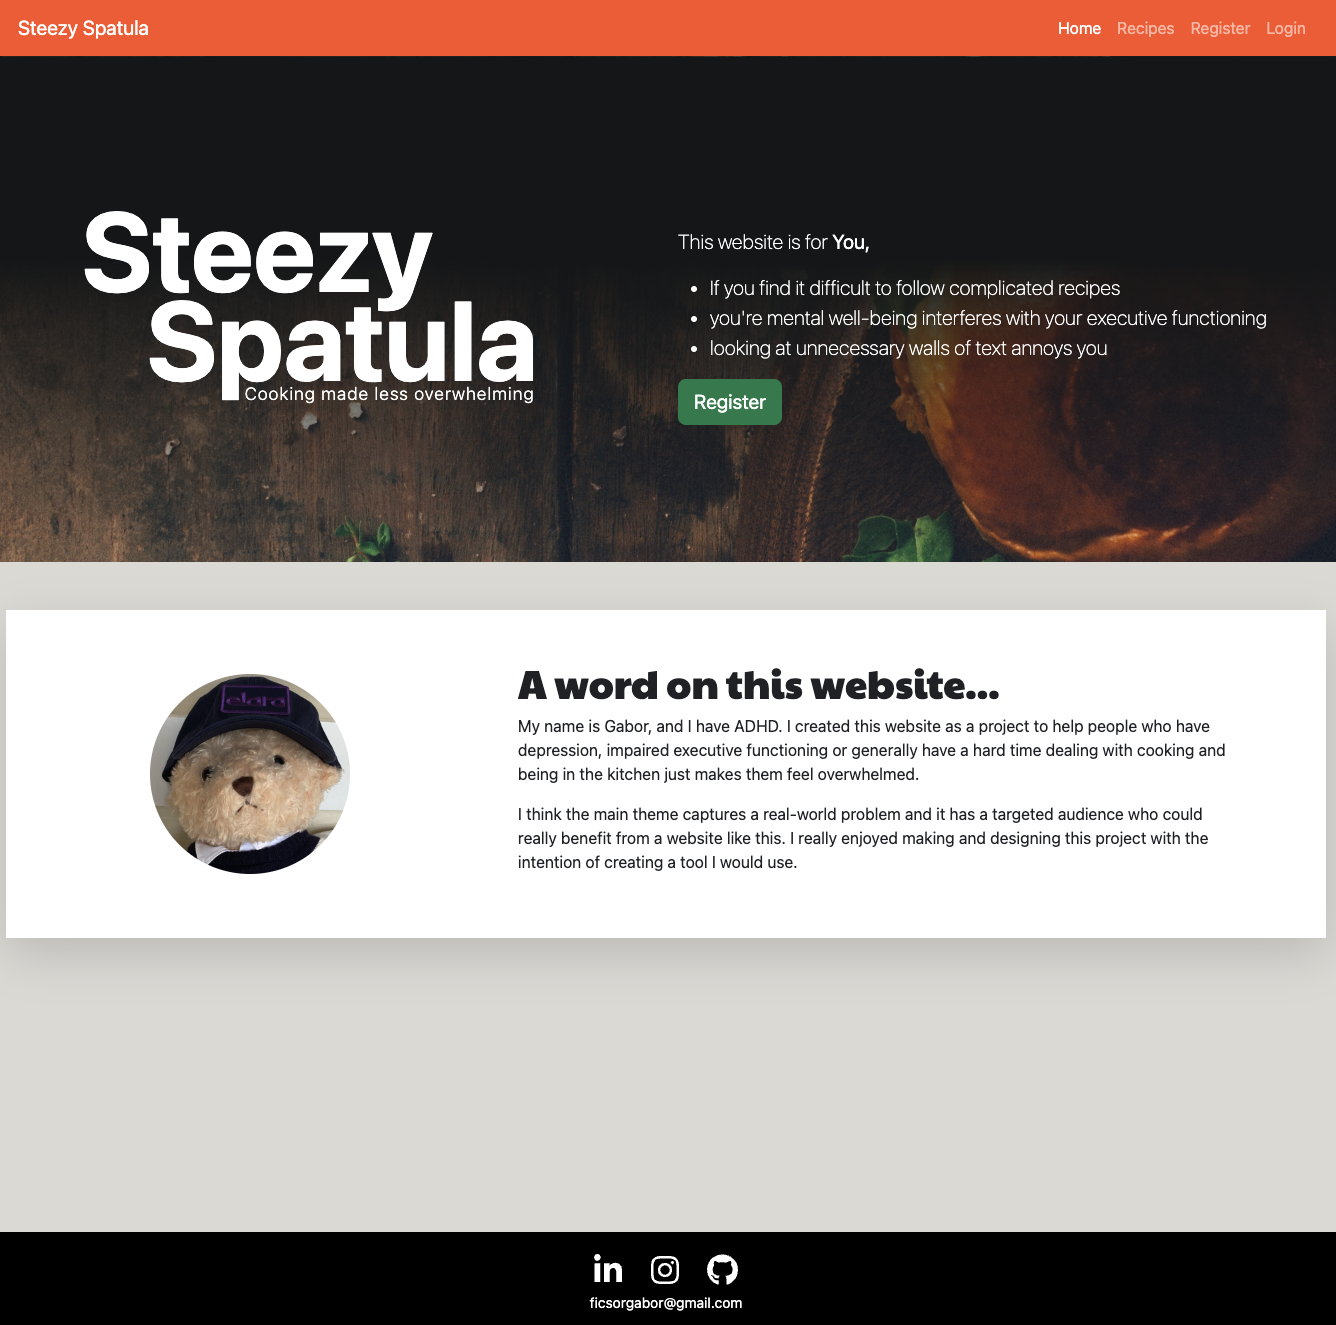 Steezy Spatula
Home Recipes Register Login
Steezy
Spatula
Cooking made less overwhelming
This website is for You,
• If you find it difficult to follow complicated recipes
• you're mental well-being interferes with your executive functioning
• looking at unnecessary walls of text annoys you
Register
elara
A word on this website...
My name is Gabor, and I have ADHD. I created this website as a project to help people who have
depression, impaired executive functioning or generally have a hard time dealing with cooking and
being in the kitchen just makes them feel overwhelmed.
I think the main theme captures a real-world problem and it has a targeted audience who could
really benefit from a website like this. I really enjoyed making and designing this project with the
intention of creating a tool I would use.
in
ficsorgabor@gmail.com